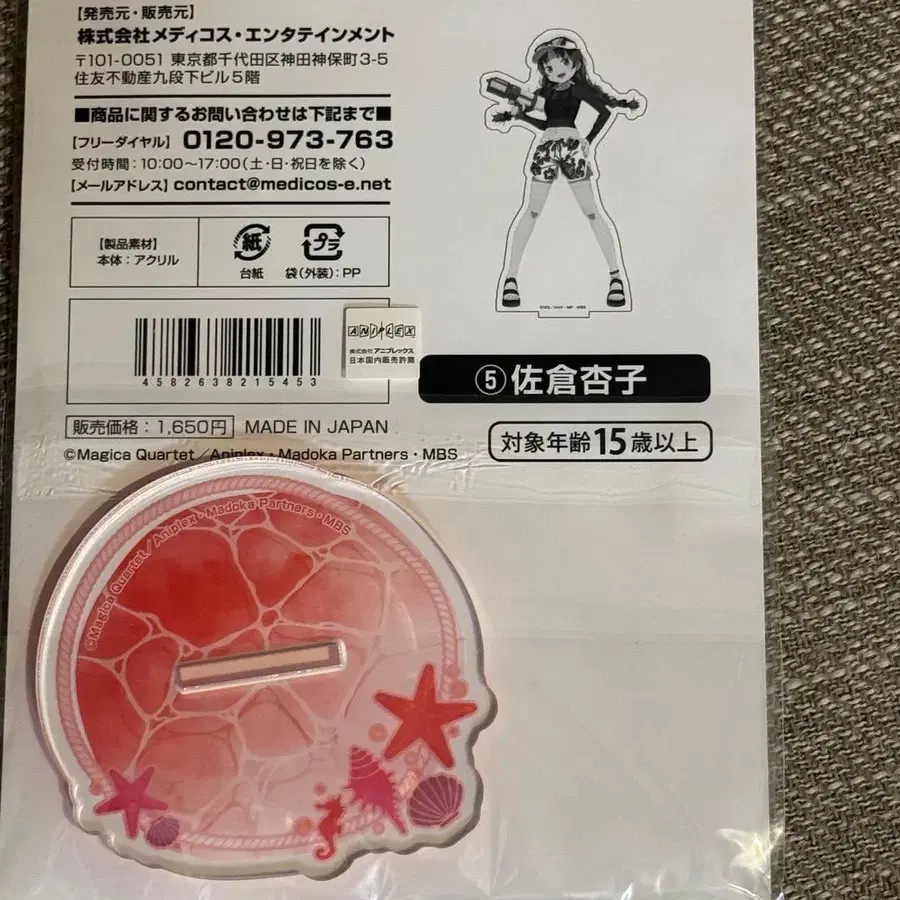 【発売元・販売元】
株式会社メディコス・エンタテインメント
〒101-0051 東京都千代田区神田神保町3-5
住友不動産九段下ビル5階
■商品に関するお問い合わせは下記まで■
【フリーダイヤル】 0120-973-763
受付時間：10:00〜17:00(土・日・祝日を除く)
【メールアドレス】 contact@medicos-e.net
【製品素材】
本体：アクリル
紙
台紙
プラ
袋(外装)：PP
4582638215453
ANIPLEX
株式会社アニプレックス
日本国内販売許諾
販売価格：1,650円 MADE IN JAPAN
©Magica Quartet／Aniplex・Madoka Partners・MBS
⑤佐倉杏子
対象年齢15歳以上
©Magica Quartet／Aniplex・Madoka Partners・MBS